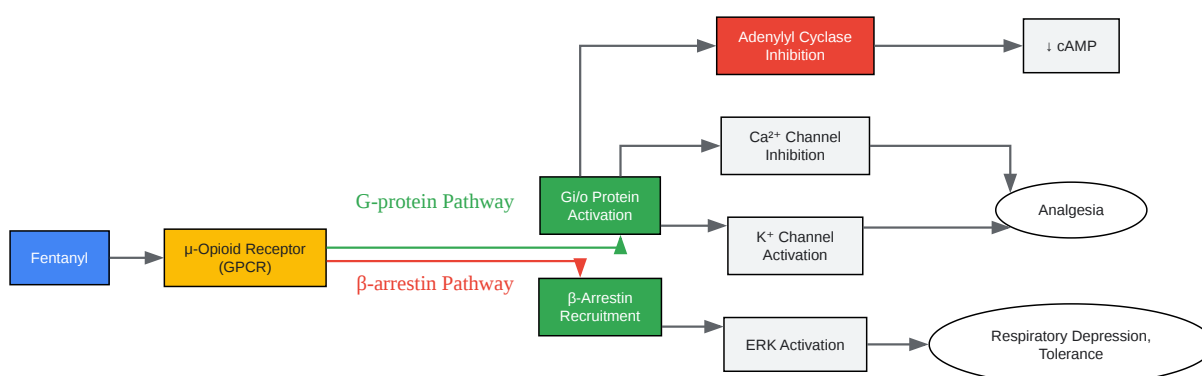 Adenylyl Cyclase
Inhibition
↓ cAMP
Ca²⁺ Channel
Inhibition
G-protein Pathway
Gi/o Protein
Activation
Analgesia
Fentanyl
μ-Opioid Receptor
(GPCR)
K⁺ Channel
Activation
β-arrestin Pathway
β-Arrestin
Recruitment
ERK Activation
Respiratory Depression,
Tolerance